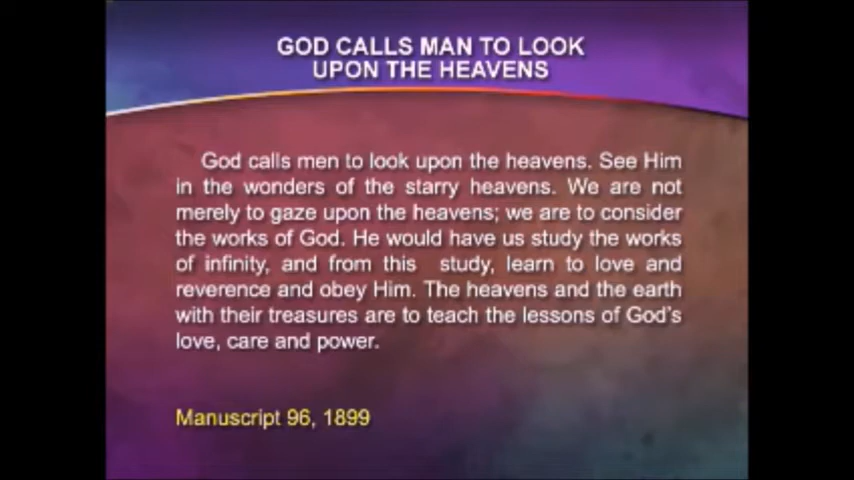 GOD CALLS MAN TO LOOK
UPON THE HEAVENS
God calls men to look upon the heavens. See Him
in the wonders of the starry heavens. We are not
merely to gaze upon the heavens; we are to consider
the works of God. He would have us study the works
of infinity, and from this study, learn to love and
reverence and obey Him. The heavens and the earth
with their treasures are to teach the lessons of God's
love, care and power.
Manuscript 96, 1899